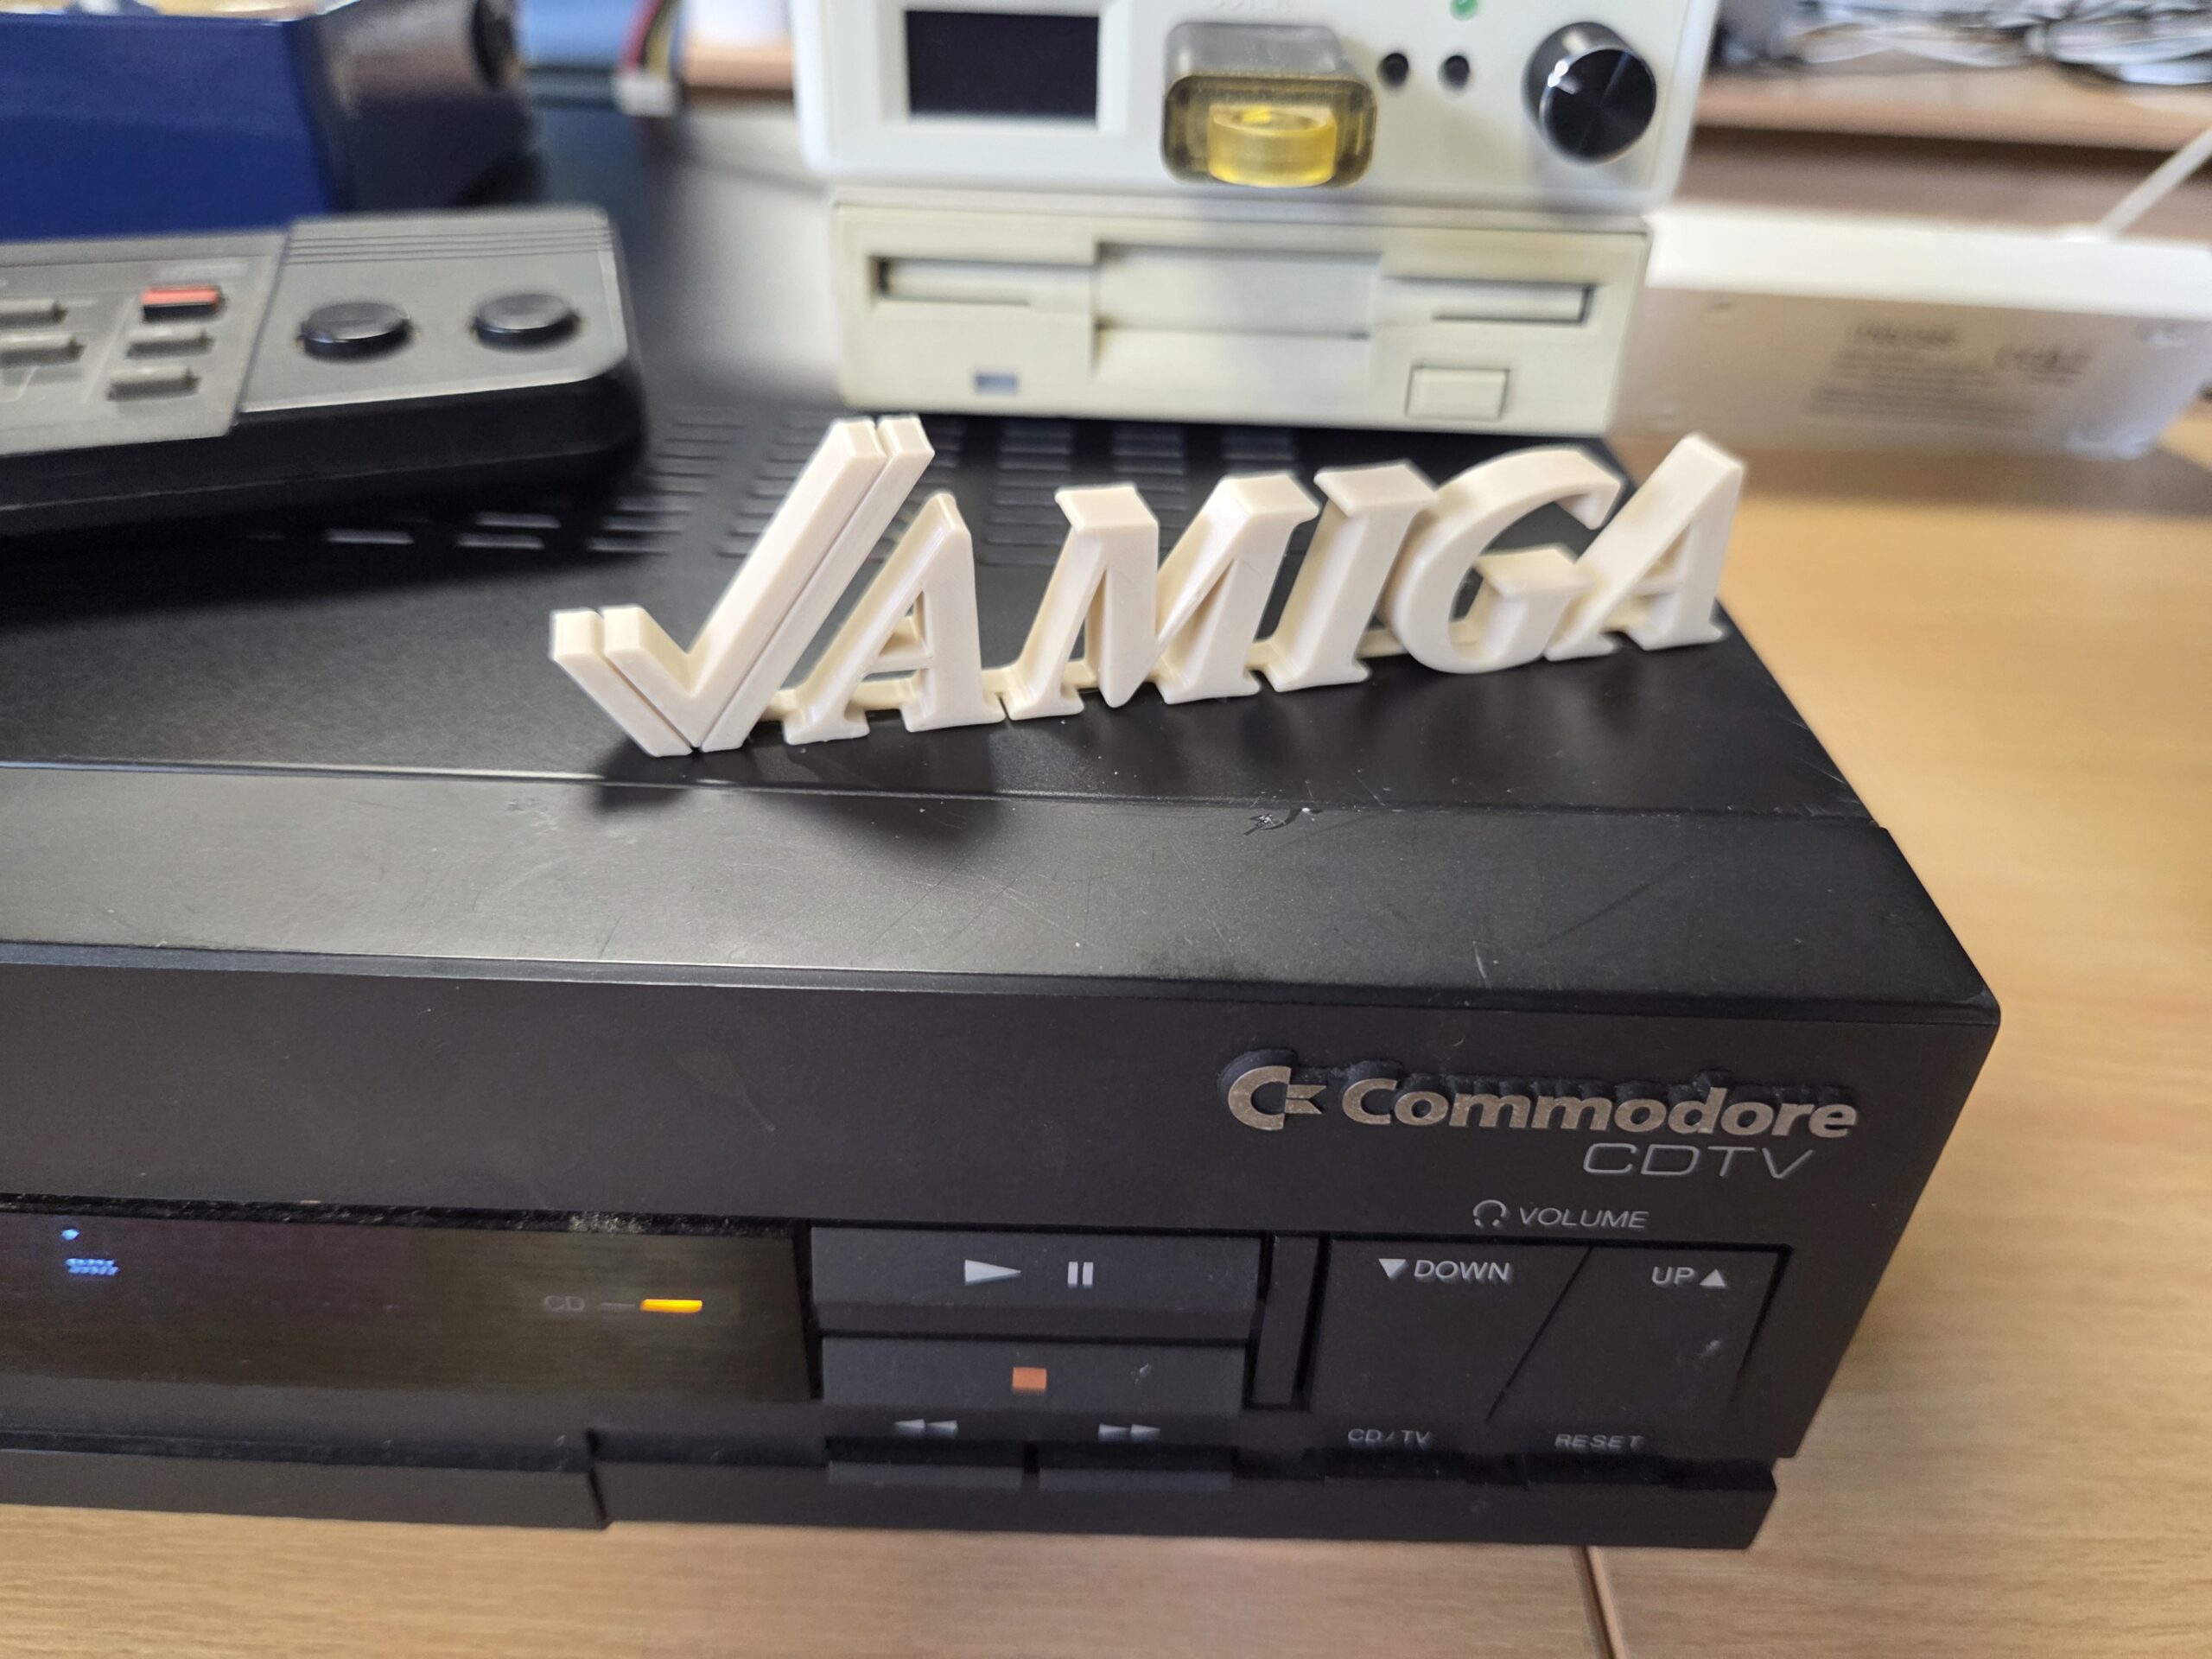 AMIGA
Commodore
CDTV
VOLUME
DOWN UP
CD
CD/TV RESET